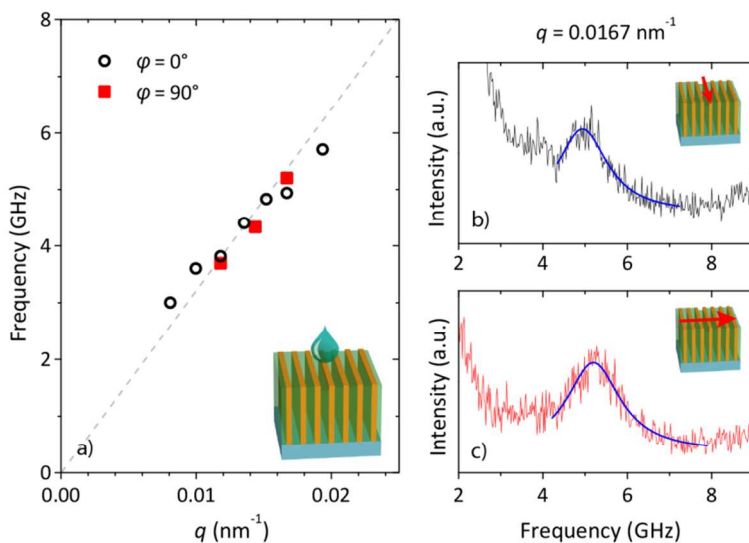 φ = 0°
φ = 90°
8
6
4
2
0
Frequency (GHz)
a)
0.00
0.01
0.02
q (nm⁻¹)
q = 0.0167 nm⁻¹
Intensity (a.u.)
b)
2
4
6
8
Intensity (a.u.)
c)
2
4
6
8
Frequency (GHz)